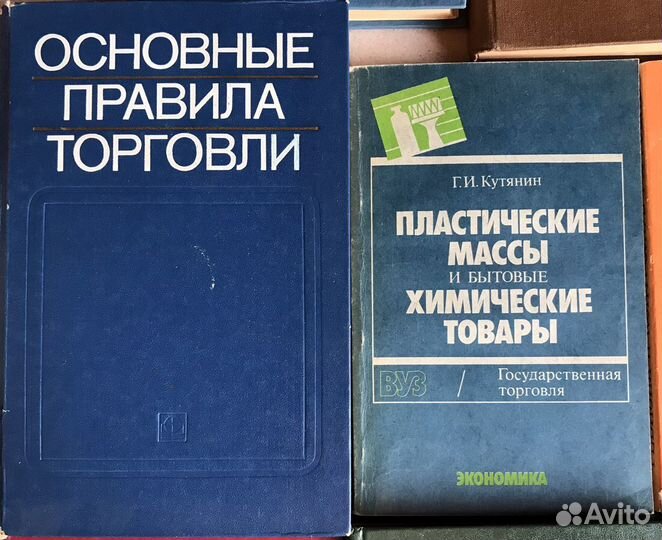 ОСНОВНЫЕ
ПРАВИЛА
ТОРГОВЛИ
Г.И. Кутянин
ПЛАСТИЧЕСКИЕ
МАССЫ
И БЫТОВЫЕ
ХИМИЧЕСКИЕ
ТОВАРЫ
ВУЗ / Государственная
торговля
ЭКОНОМИКА
Avito